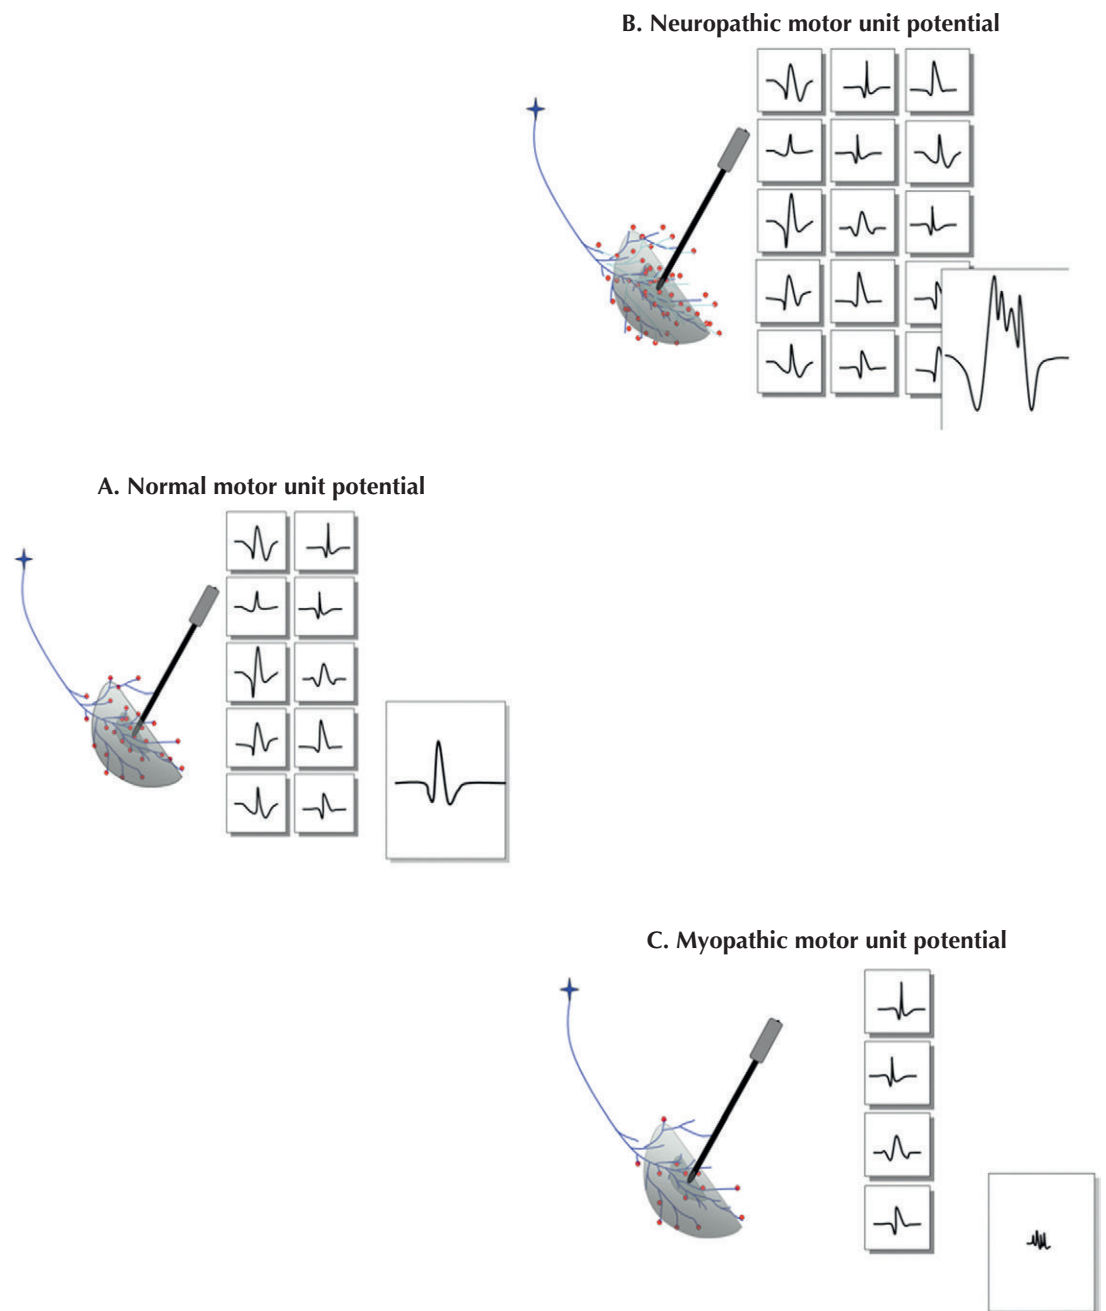 B. Neuropathic motor unit potential
A. Normal motor unit potential
C. Myopathic motor unit potential